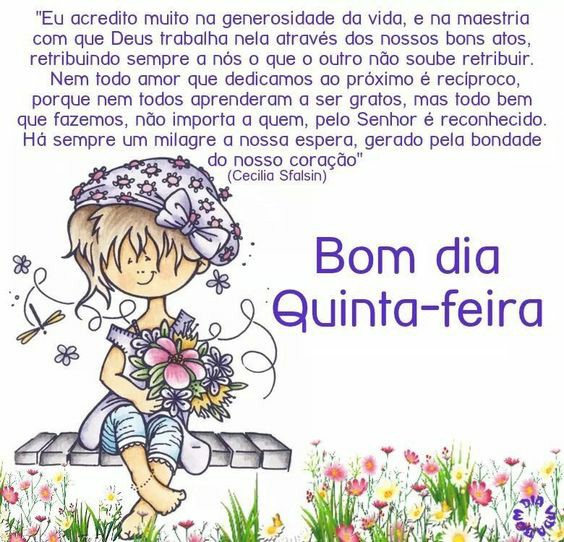 "Eu acredito muito na generosidade da vida, e na maestria
com que Deus trabalha nela através dos nossos bons atos,
retribuindo sempre a nós o que o outro não soube retribuir.
Nem todo amor que dedicamos ao próximo é recíproco,
porque nem todos aprenderam a ser gratos, mas todo bem
que fazemos, não importa a quem, pelo Senhor é reconhecido.
Há sempre um milagre a nossa espera, gerado pela bondade
do nosso coração"
(Cecilia Sfalsin)
Bom dia
Quinta-feira
BOM DIA